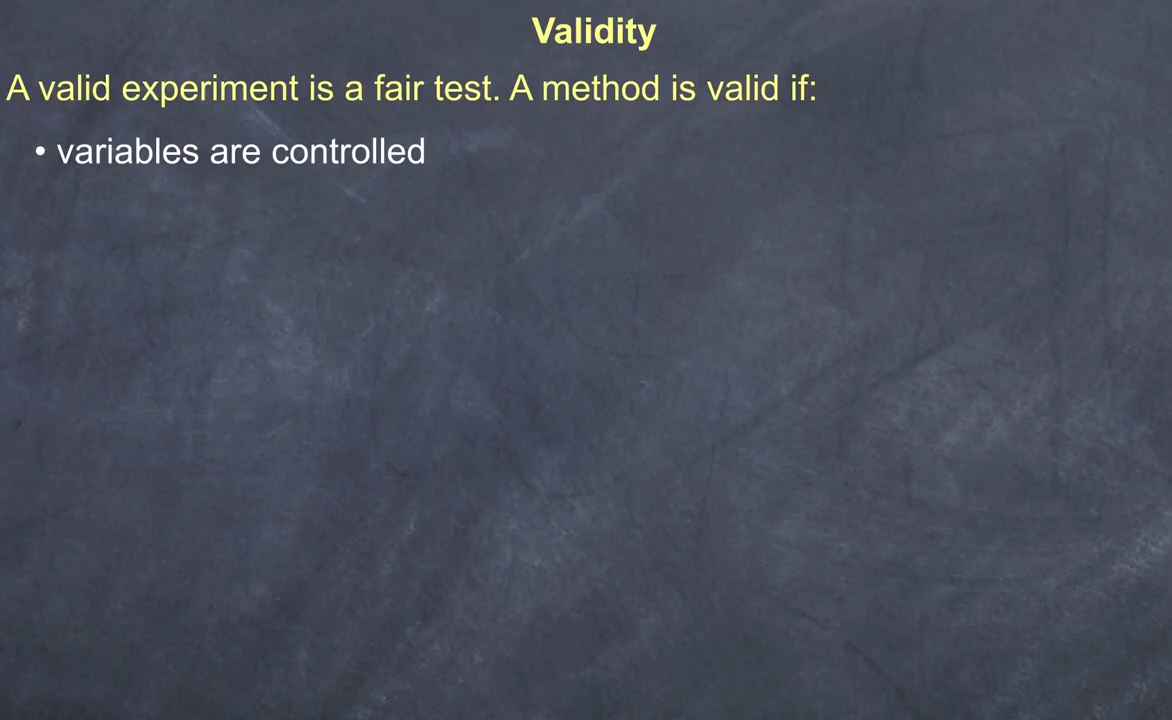 Validity
A valid experiment is a fair test. A method is valid if:
• variables are controlled